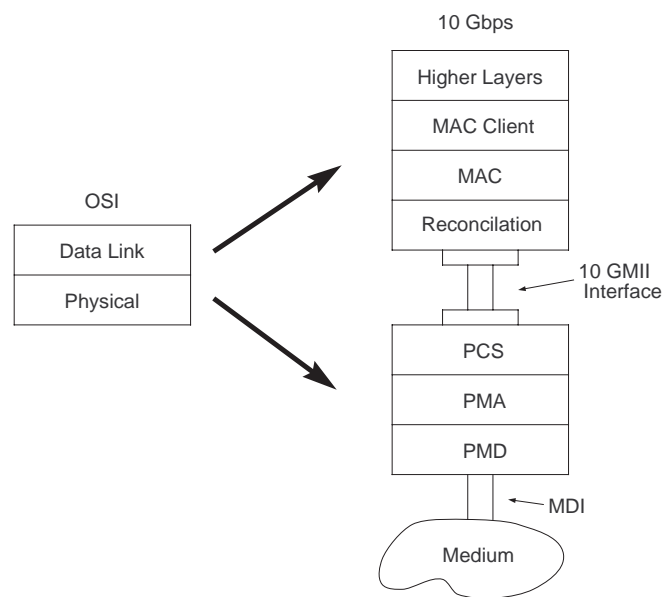 10 Gbps
Higher Layers
MAC Client
MAC
Reconcilation
OSI
Data Link
Physical
10 GMII
Interface
PCS
PMA
PMD
MDI
Medium